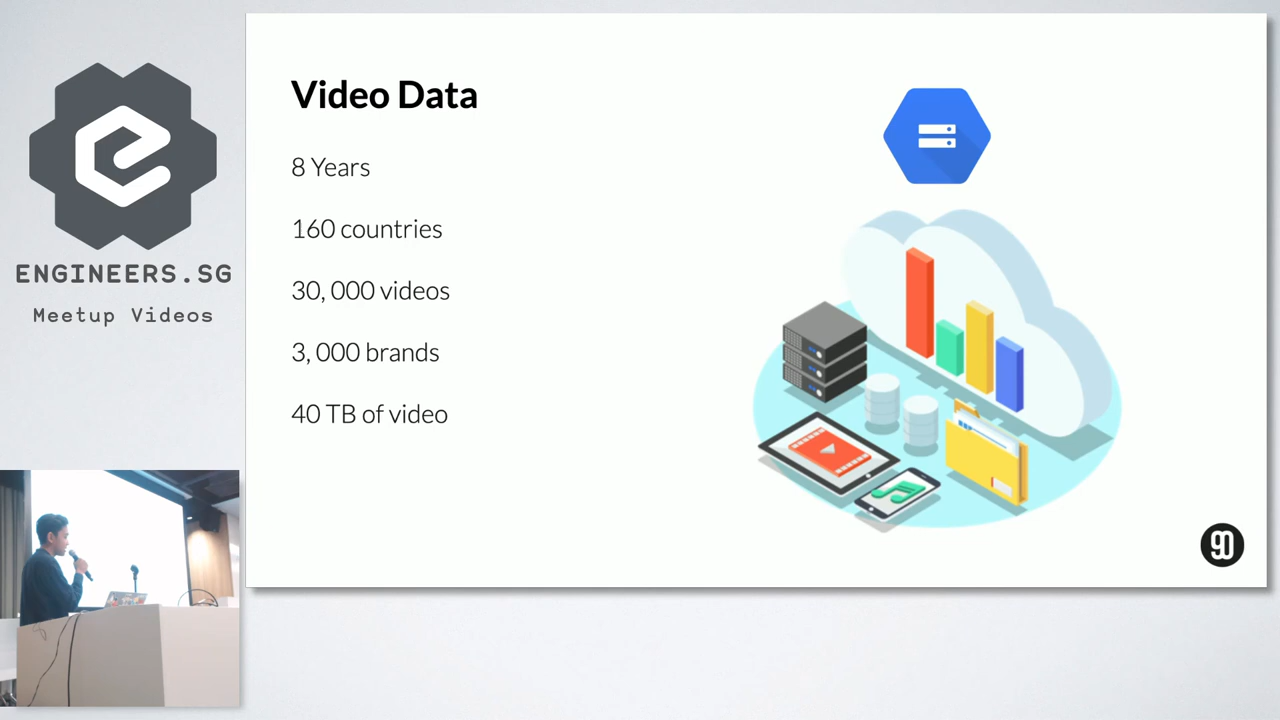 ENGINEERS.SG
Meetup Videos
Video Data
8 Years
160 countries
30, 000 videos
3, 000 brands
40 TB of video
90